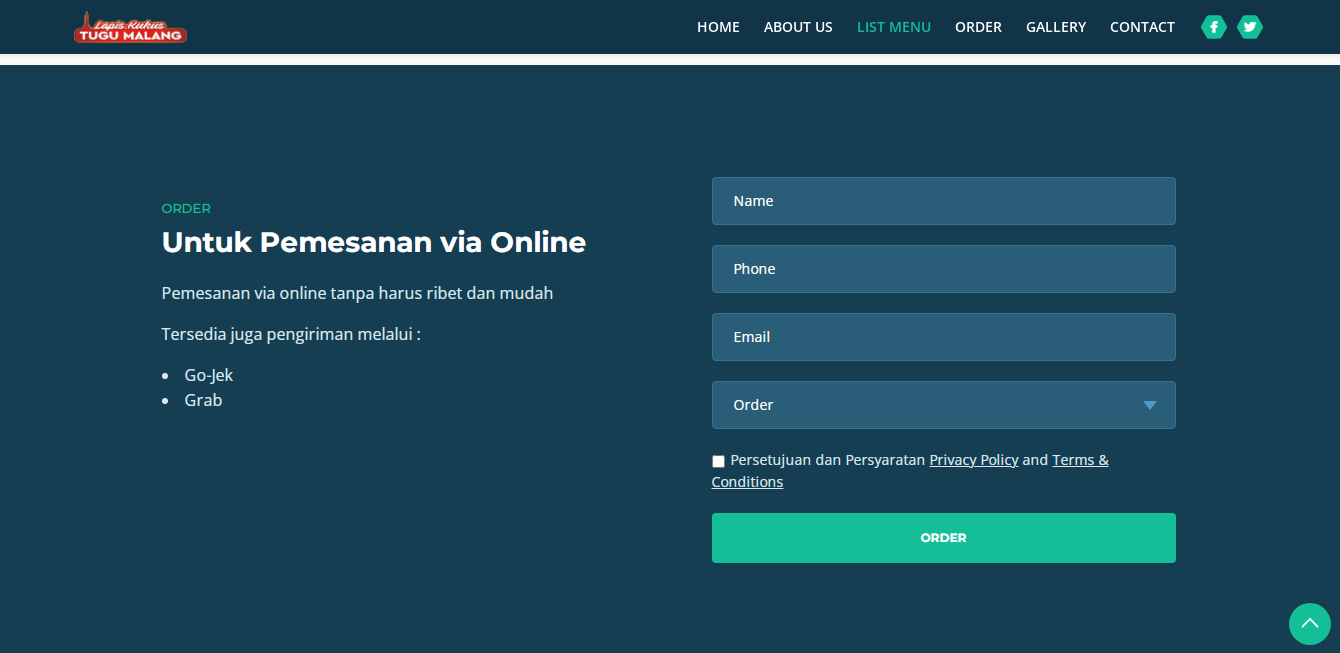 Lapis Kukus
TUGU MALANG
HOME ABOUT US LIST MENU ORDER GALLERY CONTACT
ORDER
Untuk Pemesanan via Online
Pemesanan via online tanpa harus ribet dan mudah
Tersedia juga pengiriman melalui :
Go-Jek
Grab
Name
Phone
Email
Order
Persetujuan dan Persyaratan Privacy Policy and Terms &
Conditions
ORDER